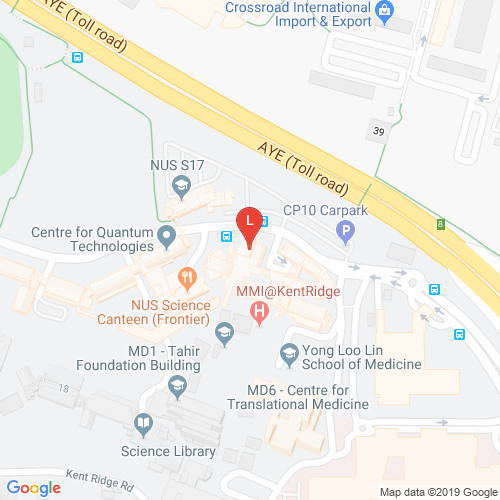 Crossroad International
Import & Export
AYE (Toll road)
39
AYE (Toll road)
NUS S17
8
L
CP10 Carpark
Centre for Quantum
Technologies
MMI@KentRidge
H
NUS Science
Canteen (Frontier)
MD1 - Tahir
Foundation Building
Yong Loo Lin
School of Medicine
18
MD6 - Centre for
Translational Medicine
Science Library
Kent Ridge Rd
Google
Map data ©2019 Google